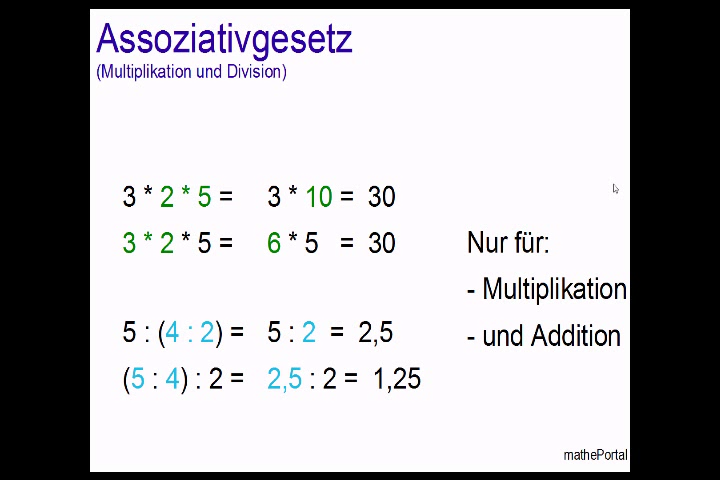 Assoziativgesetz
(Multiplikation und Division)
3 * 2 * 5 = 3 * 10 = 30
3 * 2 * 5 = 6 * 5 = 30
Nur für:
- Multiplikation
- und Addition
5 : (4 : 2) = 5 : 2 = 2,5
(5 : 4) : 2 = 2,5 : 2 = 1,25
mathePortal